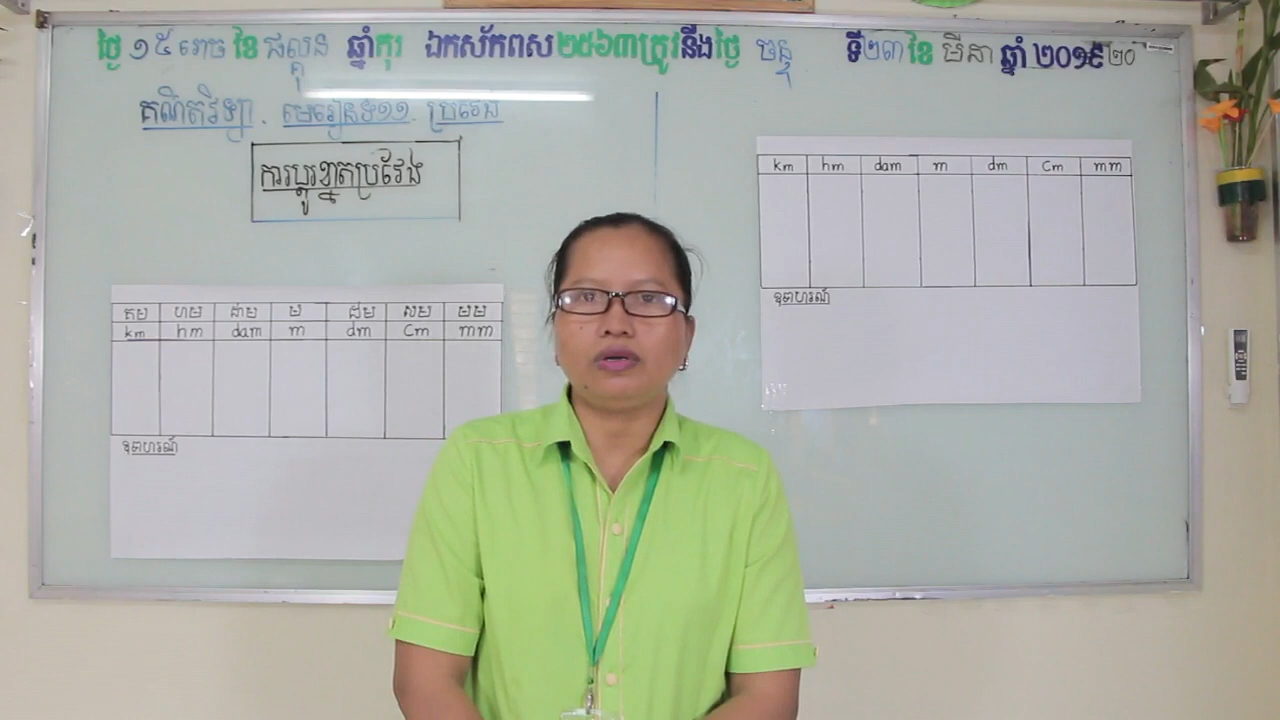 ថ្ងៃ ១៥ រោច ខែ ផល្គុន ឆ្នាំកុរ ឯកស័កពស ២៥៦៣ ត្រូវនឹងថ្ងៃ ចន្ទ ទី២៣ ខែ មីនា ឆ្នាំ ២០១៩២០
គណិតវិទ្យា . មេរៀនទី១១. ប្រវែង
ការប្តូរខ្នាតប្រវែង
គម ហម ដាម ម ដម សម មម
km hm dam m dm Cm mm
ឧទាហរណ៍
km hm dam m dm Cm mm
ឧទាហរណ៍